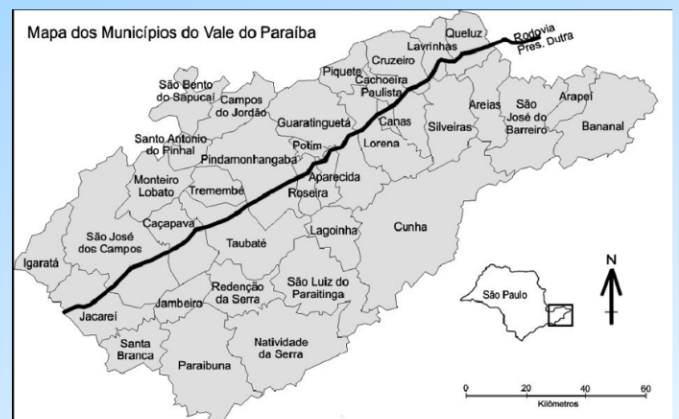 Mapa dos Municípios do Vale do Paraíba
Queluz
Rodovia
Pres. Dutra
Lavrinhas
Cruzeiro
Piquete
Cachoeira
Paulista
São Bento
do Sapucaí
Campos
do Jordão
Guaratinguetá
Canas
Areias
São
José do
Barreiro
Arapeí
Bananal
Silveiras
Santo Antonio
do Pinhal
Potim
Lorena
Pindamonhangaba
Aparecida
Monteiro
Lobato
Tremembé
Roseira
Caçapava
Lagoinha
Cunha
São José
dos Campos
Taubaté
Igaratá
Redenção
da Serra
São Luiz do
Paraitinga
São Paulo
N
Jambeiro
Jacareí
Santa
Branca
Natividade
da Serra
Paraibuna
0 20 40 60
Kilômetros